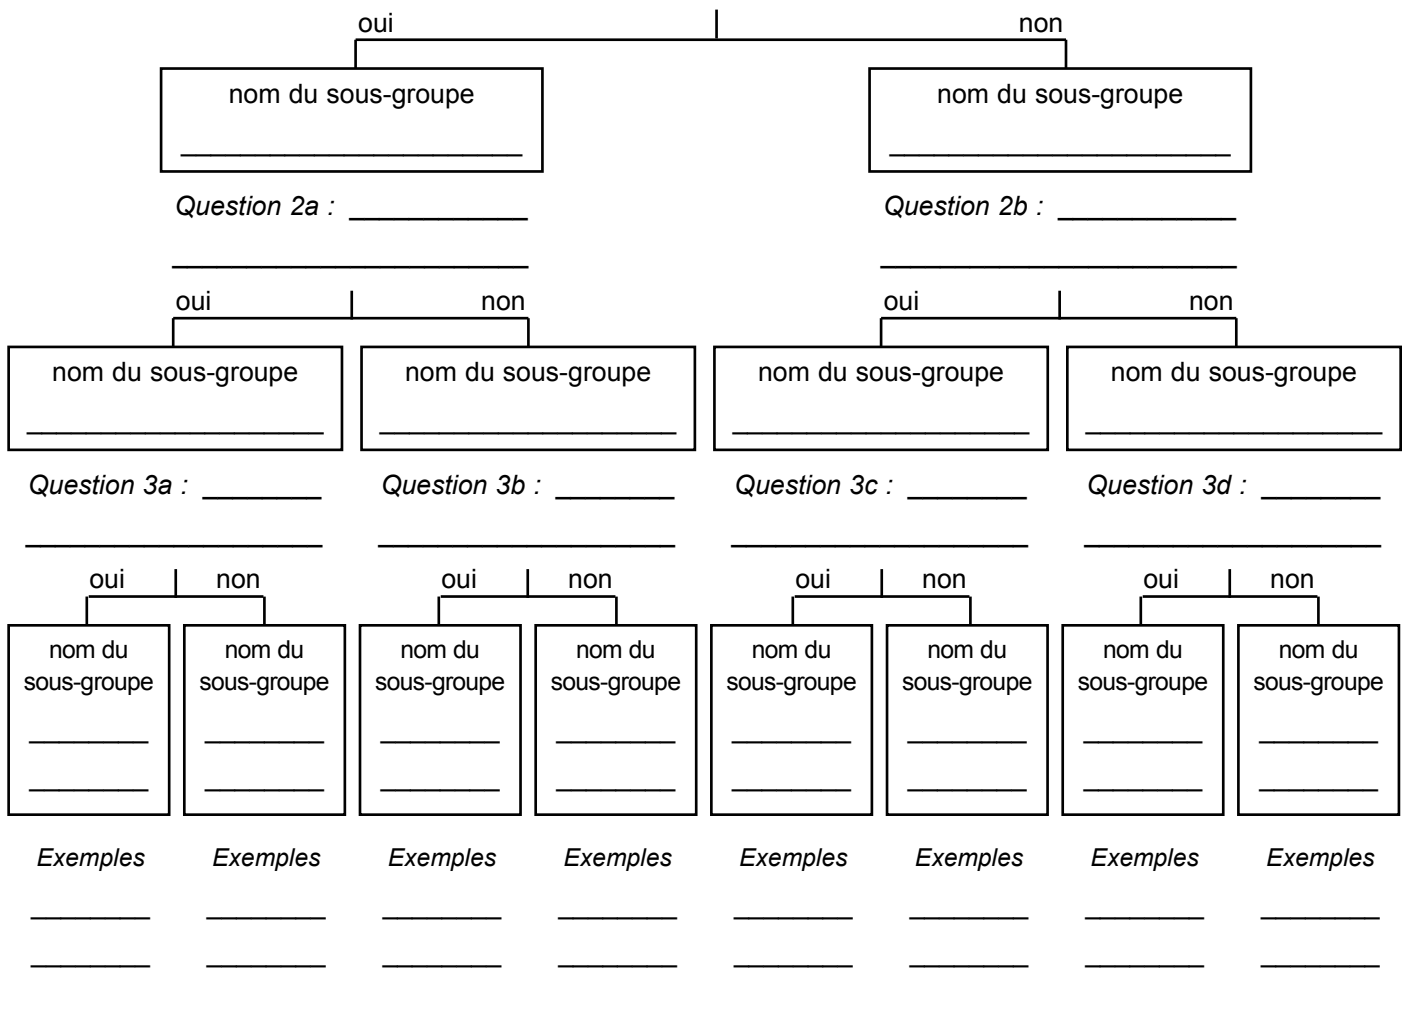 oui non
nom du sous-groupe nom du sous-groupe
Question 2a : Question 2b :
oui non oui non
nom du sous-groupe nom du sous-groupe nom du sous-groupe nom du sous-groupe
Question 3a : Question 3b : Question 3c : Question 3d :
oui non oui non oui non oui non
nom du nom du nom du nom du nom du nom du nom du nom du
sous-groupe sous-groupe sous-groupe sous-groupe sous-groupe sous-groupe sous-groupe sous-groupe
Exemples Exemples Exemples Exemples Exemples Exemples Exemples Exemples